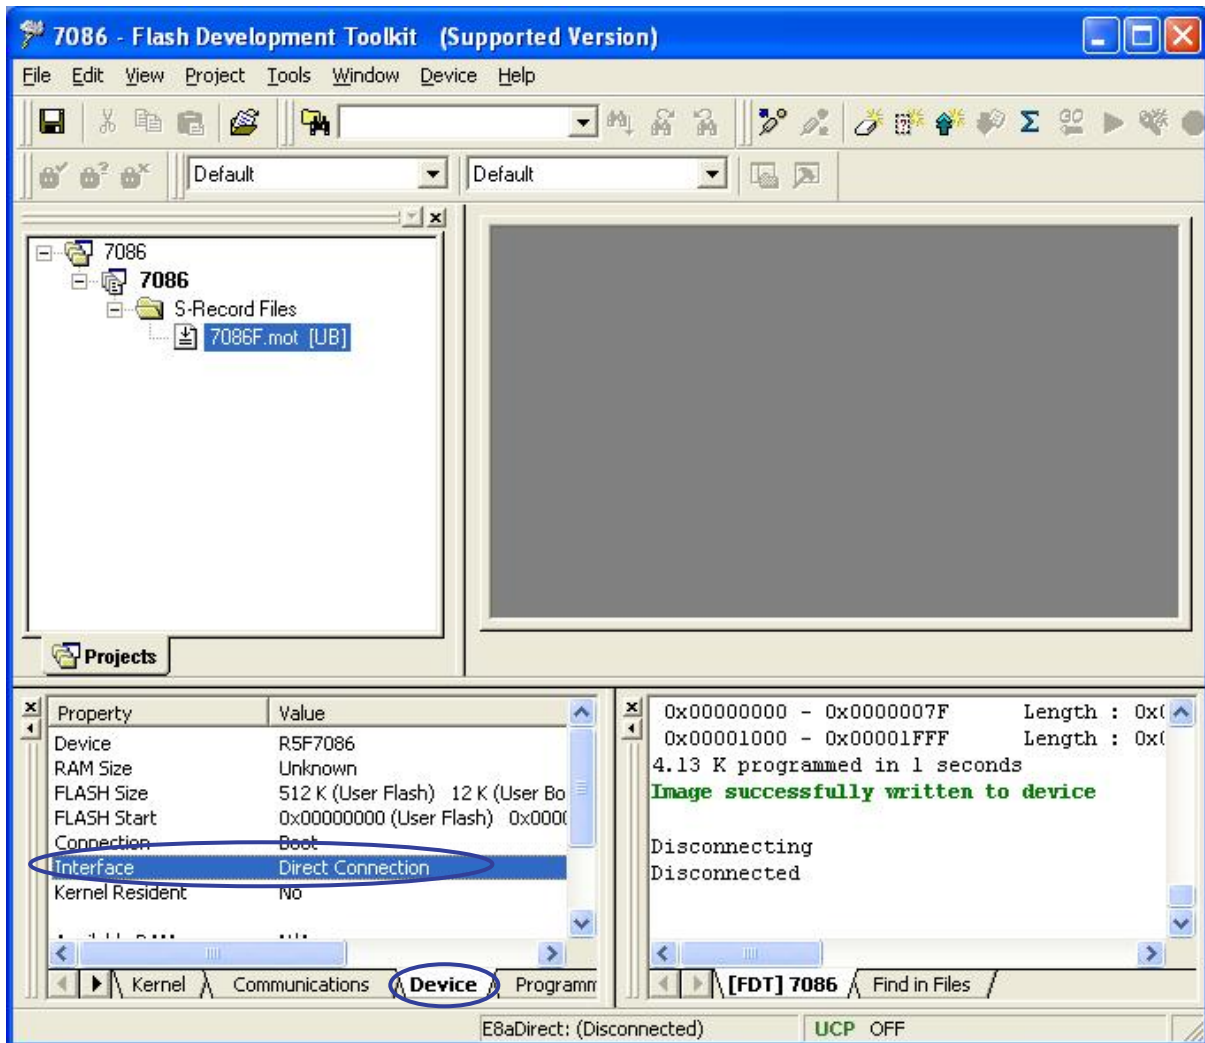 7086 - Flash Development Toolkit (Supported Version)
File Edit View Project Tools Window Device Help
Default Default
7086
7086
S-Record Files
7086F.mot [UB]
Projects
Property Value
Device R5F7086
RAM Size Unknown
FLASH Size 512 K (User Flash) 12 K (User Bo
FLASH Start 0x00000000 (User Flash) 0x000(
Connection Boot
Interface Direct Connection
Kernel Resident No
Kernel Communications Device Programm
0x00000000 - 0x0000007F Length : 0x(
0x00001000 - 0x00001FFF Length : 0x(
4.13 K programmed in 1 seconds
Image successfully written to device
Disconnecting
Disconnected
[FDT] 7086 Find in Files
E8aDirect: (Disconnected) UCP OFF